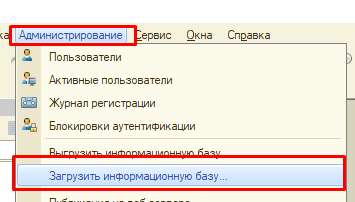 Администрирование Сервис Окна Справка
Пользователи
Активные пользователи
Журнал регистрации
Блокировки аутентификации
Выгрузить информационную базу...
Загрузить информационную базу...